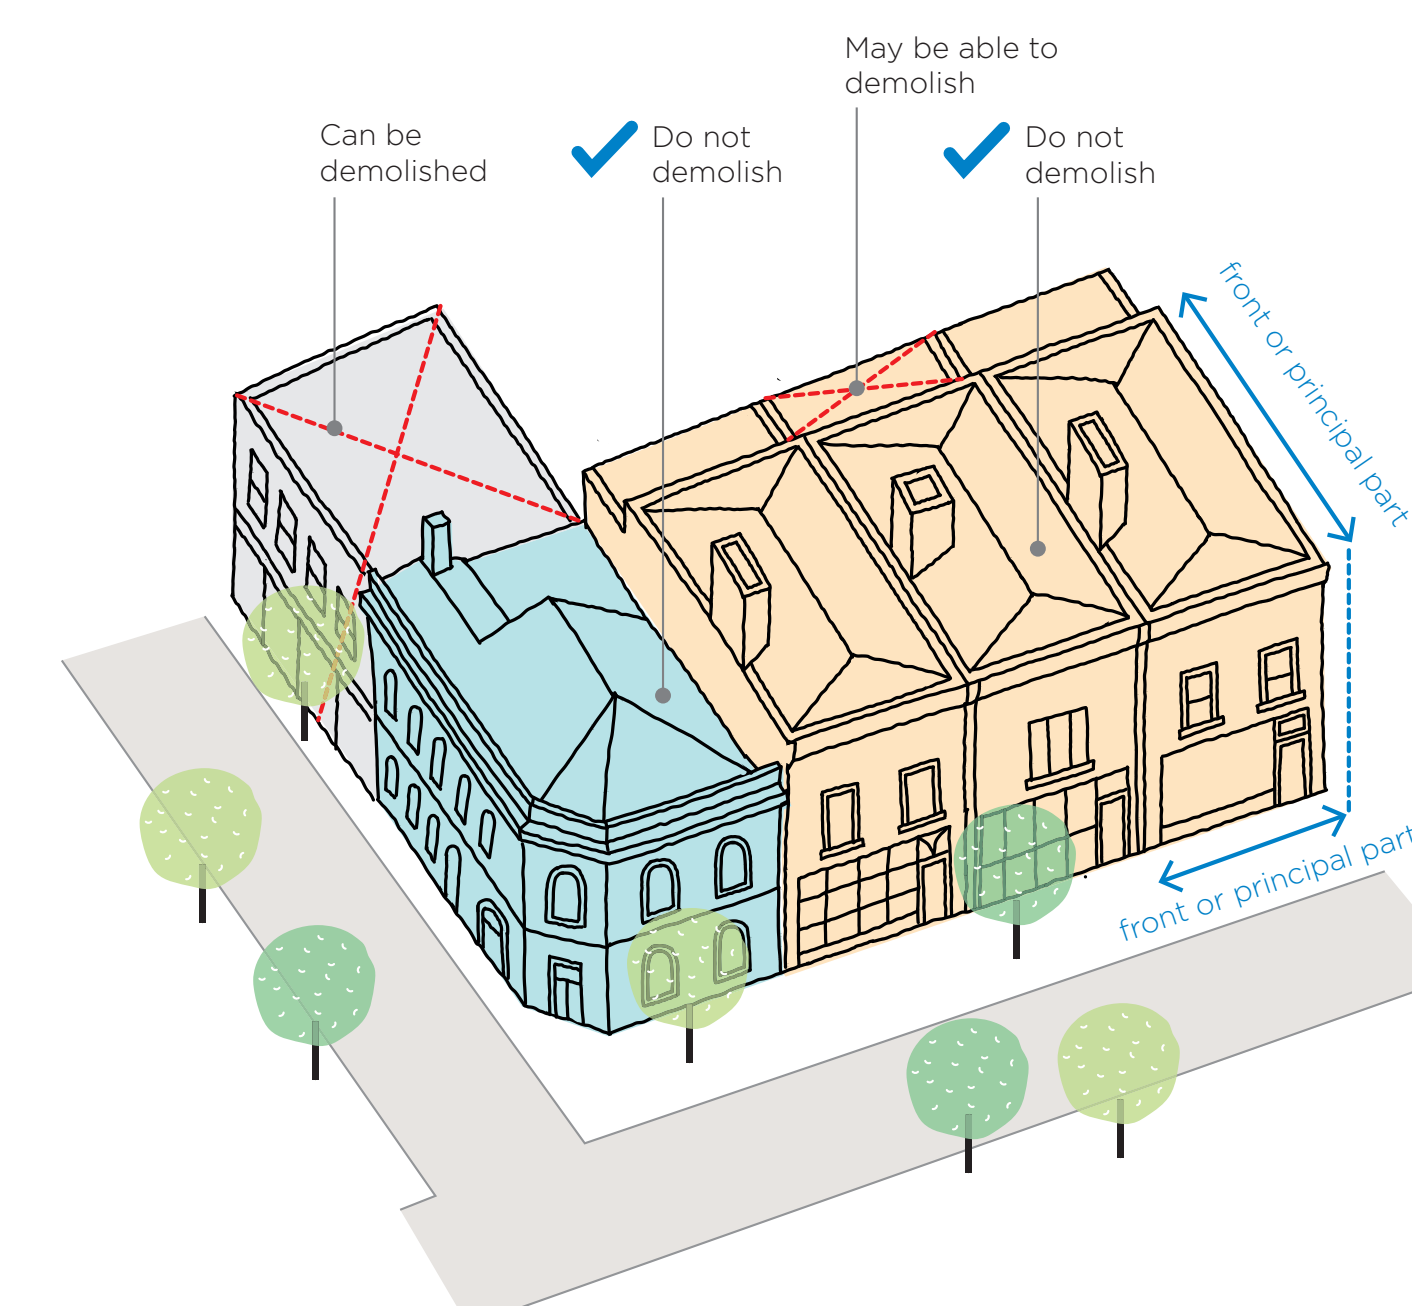 May be able to
demolish
Can be
demolished
Do not
demolish
Do not
demolish
front or principal part
front or principal part